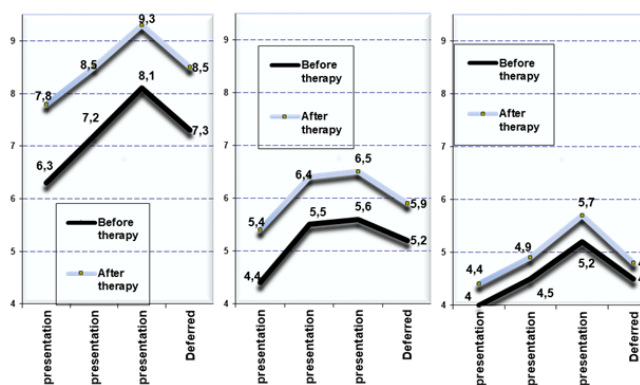 9
8
7
6
5
4
7,8
8,5
9,3
8,5
6,3
7,2
8,1
7,3
Before
therapy
After
therapy
presentation
presentation
presentation
Deferred
9
8
7
6
5
4
Before
therapy
After
therapy
5,4
6,4
6,5
5,9
4,4
5,5
5,6
5,2
presentation
presentation
presentation
Deferred
9
8
7
6
5
4
Before
therapy
After
therapy
4,4
4,9
5,7
4
4,5
5,2
presentation
presentation
presentation
Deferred